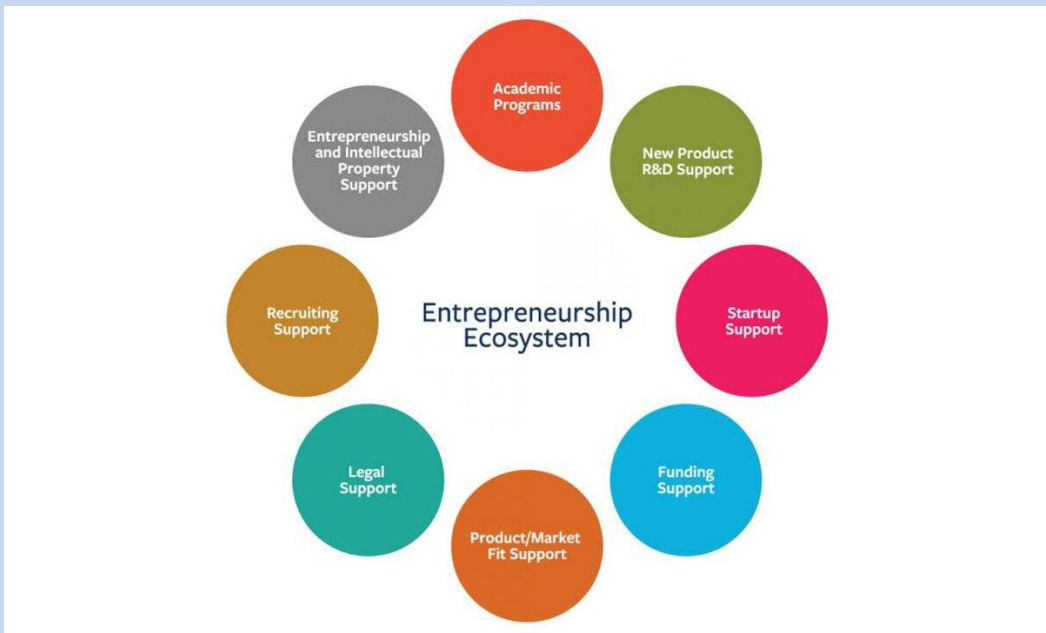 Academic
Programs
New Product
R&D Support
Startup
Support
Funding
Support
Product/Market
Fit Support
Legal
Support
Recruiting
Support
Entrepreneurship
and Intellectual
Property
Support
Entrepreneurship
Ecosystem